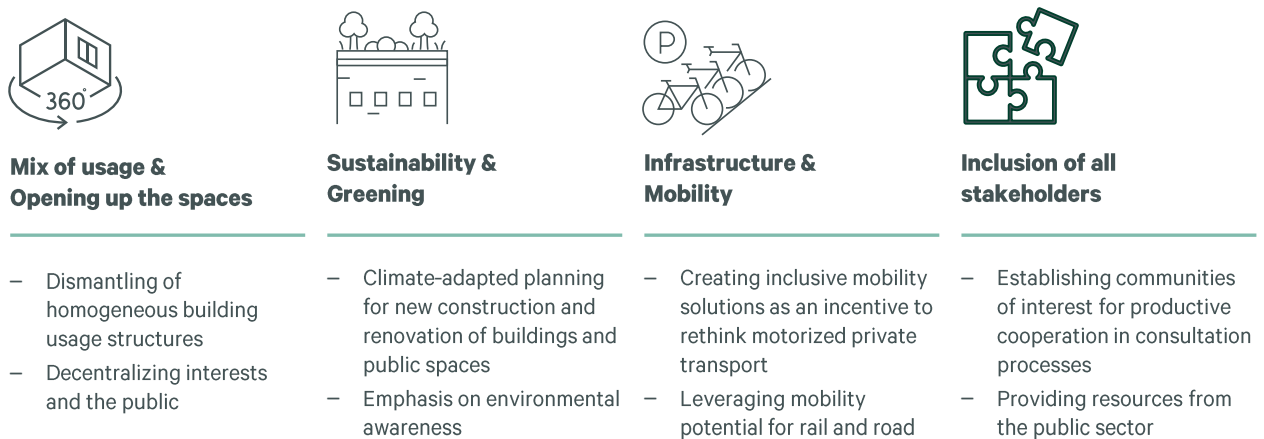 360°
Mix of usage &
Opening up the spaces
– Dismantling of
homogeneous building
usage structures
– Decentralizing interests
and the public
Sustainability &
Greening
– Climate-adapted planning
for new construction and
renovation of buildings and
public spaces
– Emphasis on environmental
awareness
P
Infrastructure &
Mobility
– Creating inclusive mobility
solutions as an incentive to
rethink motorized private
transport
– Leveraging mobility
potential for rail and road
Inclusion of all
stakeholders
– Establishing communities
of interest for productive
cooperation in consultation
processes
– Providing resources from
the public sector